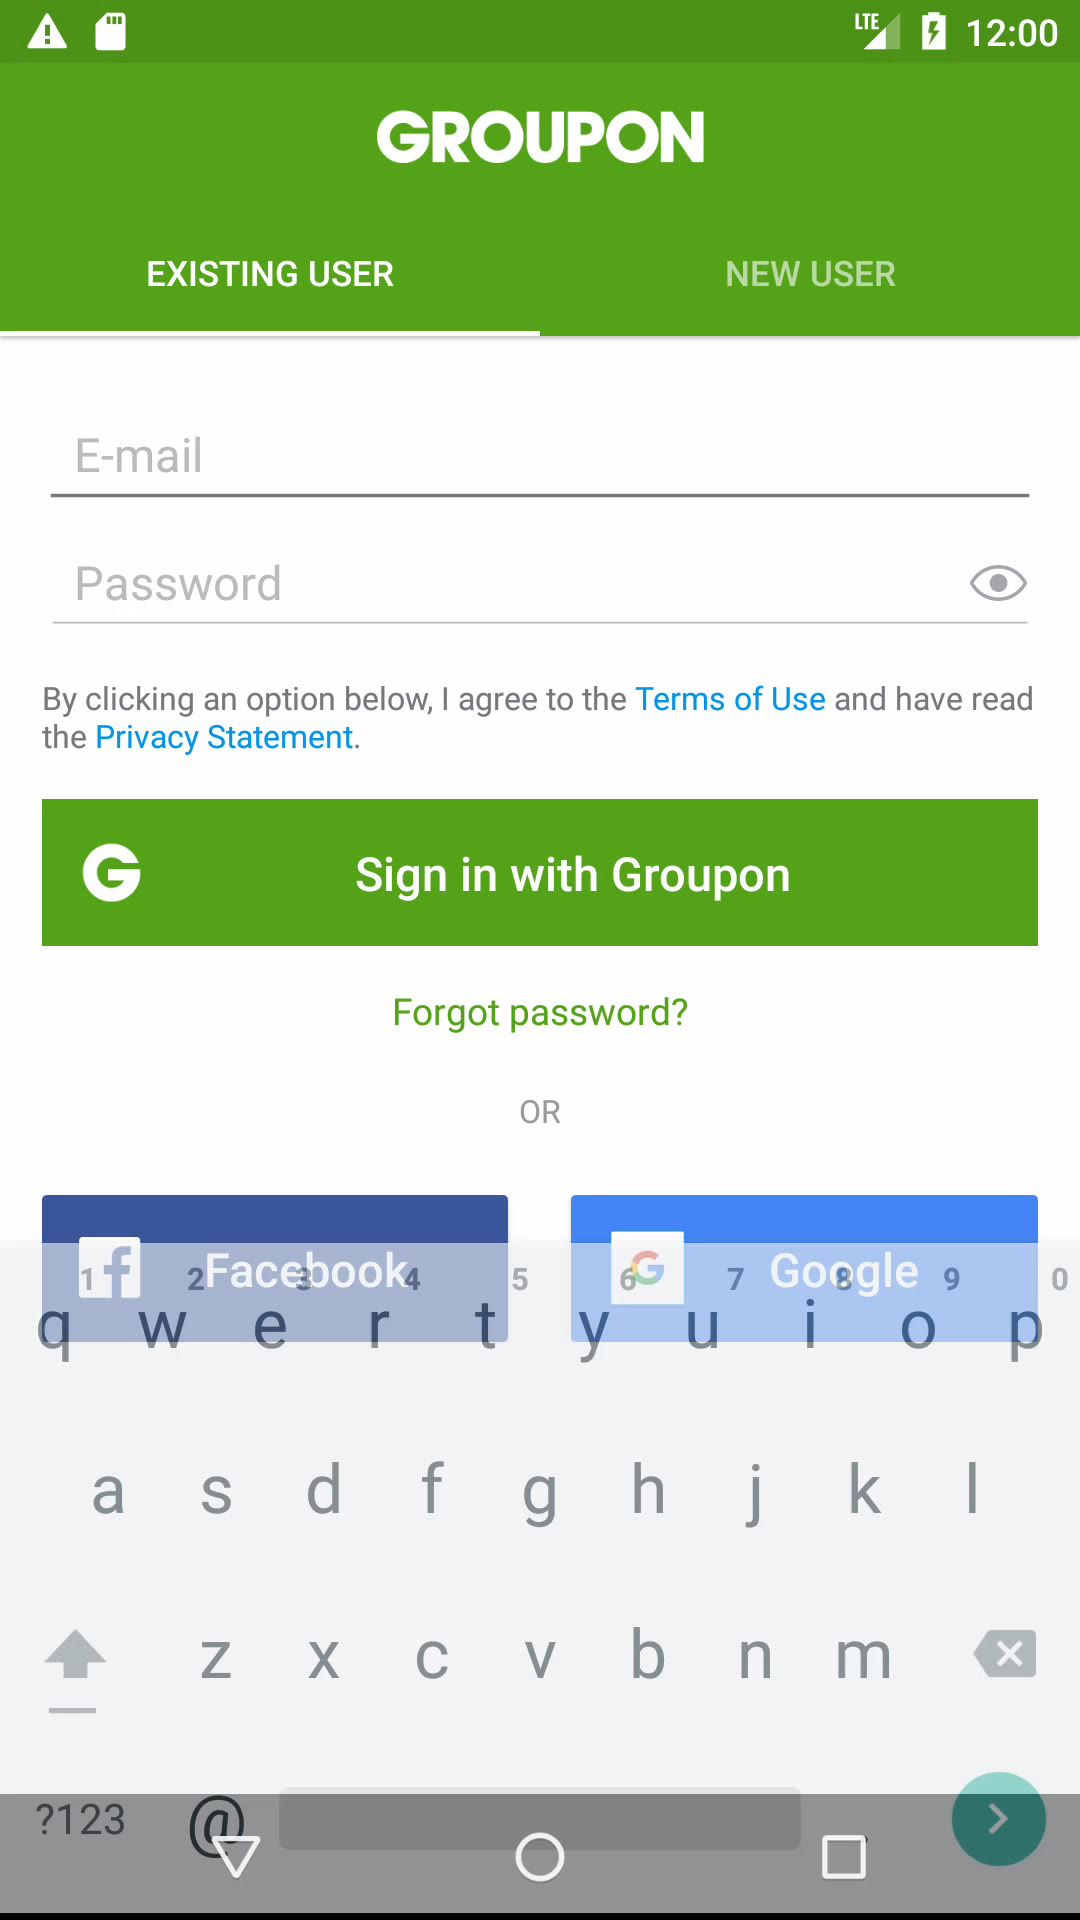 LTE 12:00
GROUPON
EXISTING USER NEW USER
E-mail
Password
By clicking an option below, I agree to the Terms of Use and have read
the Privacy Statement.
G Sign in with Groupon
Forgot password?
OR
f Facebook G Google
1 2 3 4 5 6 7 8 9 0
q w e r t y u i o p
a s d f g h j k l
z x c v b n m
?123 @